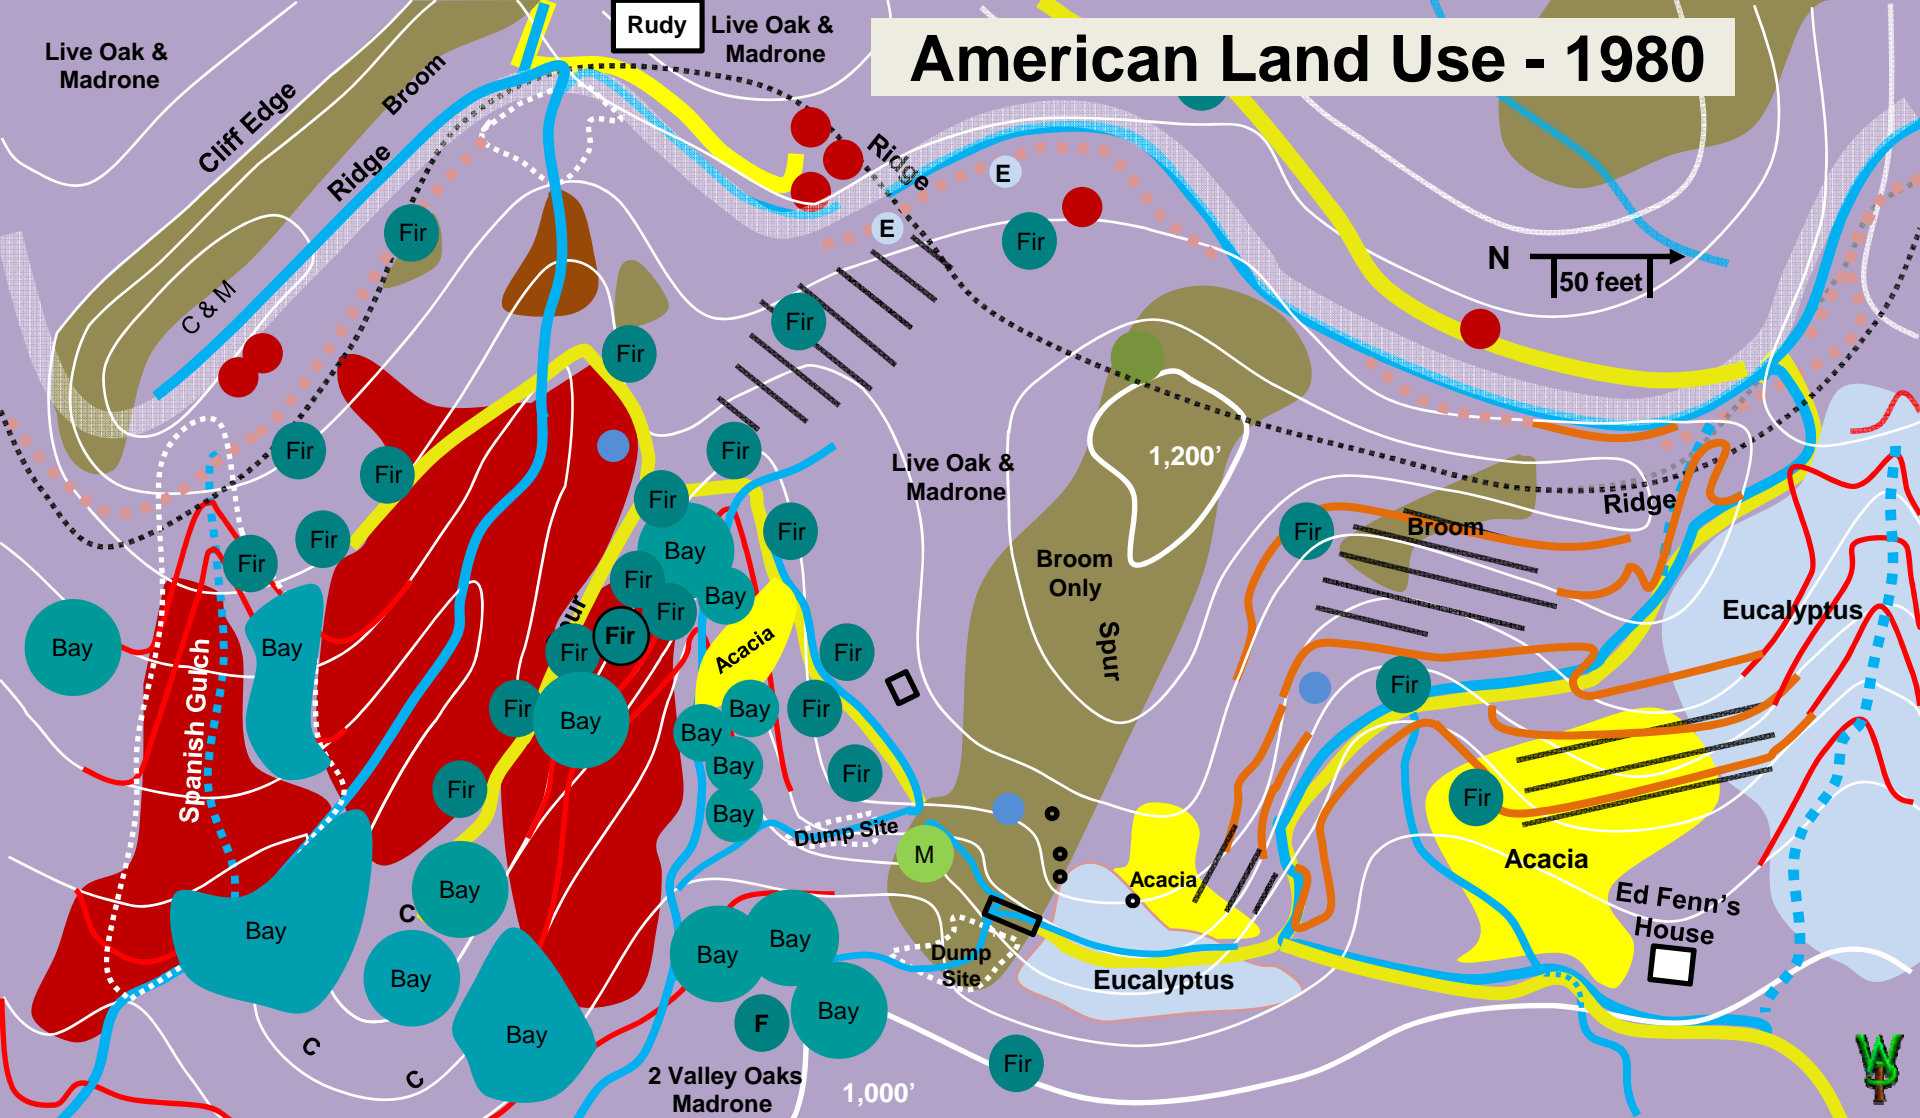 Rudy
Live Oak &
Madrone
Live Oak &
Madrone
American Land Use - 1980
Broom
Cliff Edge
Ridge
Ridge
E
E
Fir
Fir
N
50 feet
C & M
Fir
Fir
Fir
Fir
Fir
Live Oak &
Madrone
1,200’
Fir
Ridge
Fir
Fir
Broom
Fir
Fir
Bay
Fir
Broom
Only
Fir
Bay
Fir
Eucalyptus
Fir
Bay
Bay
Fir
Fir
Acacia
Fir
Spur
Spanish Gulch
Fir
Fir
Bay
Bay
Fir
Bay
Fir
Bay
Fir
Fir
Bay
Dump Site
M
Acacia
Acacia
Bay
C
Ed Fenn’s
House
Bay
Bay
Bay
Dump
Site
Bay
Eucalyptus
Bay
F
Bay
Bay
C
Fir
C
2 Valley Oaks
Madrone
1,000’